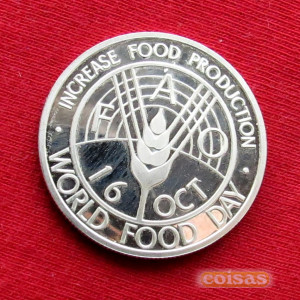 · INCREASE FOOD PRODUCTION ·
FAO
16 OCT
WORLD FOOD DAY
coisas